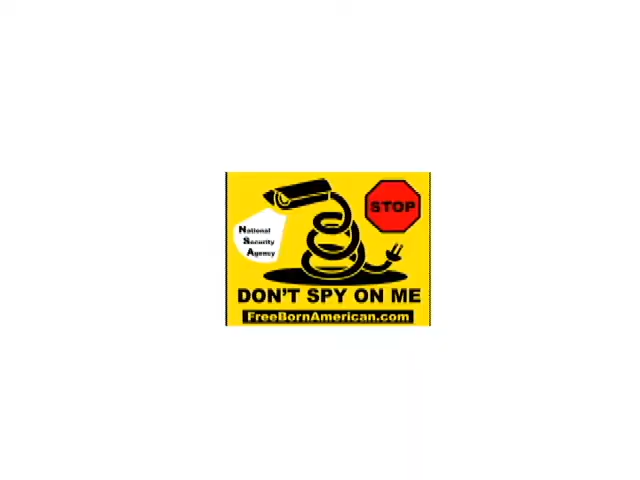 STOP
National
Security
Agency
DON'T SPY ON ME
FreeBornAmerican.com